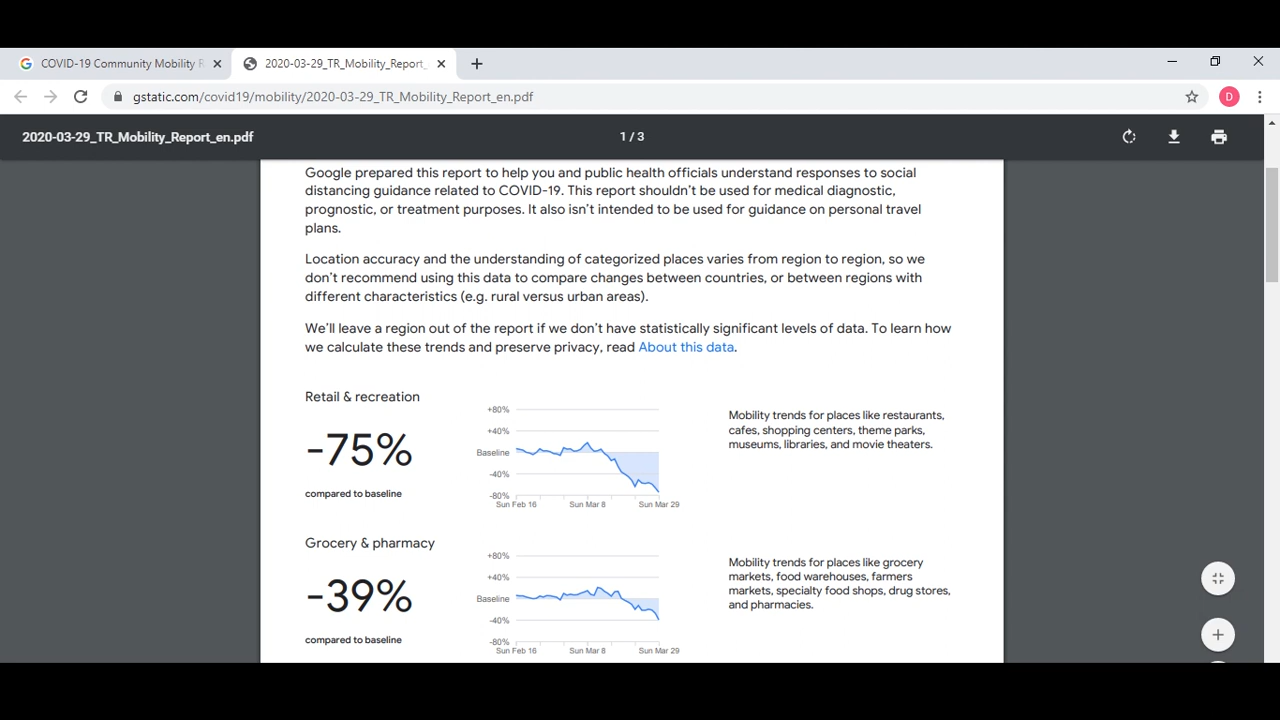 COVID-19 Community Mobility R
2020-03-29_TR_Mobility_Report_
gstatic.com/covid19/mobility/2020-03-29_TR_Mobility_Report_en.pdf
D
2020-03-29_TR_Mobility_Report_en.pdf
1 / 3
Google prepared this report to help you and public health officials understand responses to social
distancing guidance related to COVID-19. This report shouldn't be used for medical diagnostic,
prognostic, or treatment purposes. It also isn't intended to be used for guidance on personal travel
plans.
Location accuracy and the understanding of categorized places varies from region to region, so we
don't recommend using this data to compare changes between countries, or between regions with
different characteristics (e.g. rural versus urban areas).
We'll leave a region out of the report if we don't have statistically significant levels of data. To learn how
we calculate these trends and preserve privacy, read About this data.
Retail & recreation
-75%
compared to baseline
+80%
+40%
Baseline
-40%
-80%
Sun Feb 16 Sun Mar 8 Sun Mar 29
Mobility trends for places like restaurants,
cafes, shopping centers, theme parks,
museums, libraries, and movie theaters.
Grocery & pharmacy
-39%
compared to baseline
+80%
+40%
Baseline
-40%
-80%
Sun Feb 16 Sun Mar 8 Sun Mar 29
Mobility trends for places like grocery
markets, food warehouses, farmers
markets, specialty food shops, drug stores,
and pharmacies.